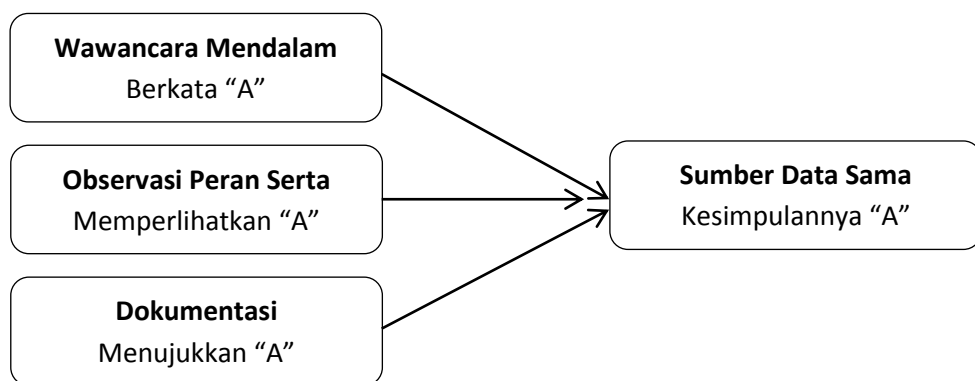 Wawancara Mendalam
Berkata “A”
Observasi Peran Serta
Memperlihatkan “A”
Dokumentasi
Menujukkan “A”
Sumber Data Sama
Kesimpulannya “A”